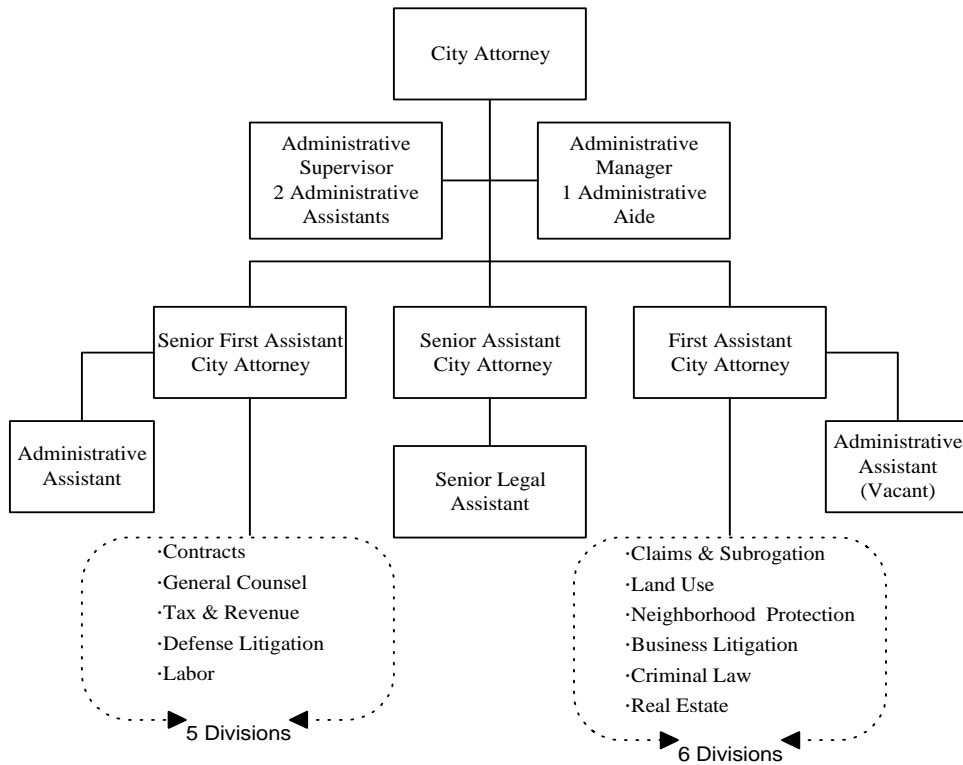 City Attorney
Administrative
Supervisor
2 Administrative
Assistants
Administrative
Manager
1 Administrative
Aide
Senior First Assistant
City Attorney
Senior Assistant
City Attorney
First Assistant
City Attorney
Administrative
Assistant
Senior Legal
Assistant
Administrative
Assistant
(Vacant)
·Contracts
·General Counsel
·Tax & Revenue
·Defense Litigation
·Labor
5 Divisions
·Claims & Subrogation
·Land Use
·Neighborhood Protection
·Business Litigation
·Criminal Law
·Real Estate
6 Divisions